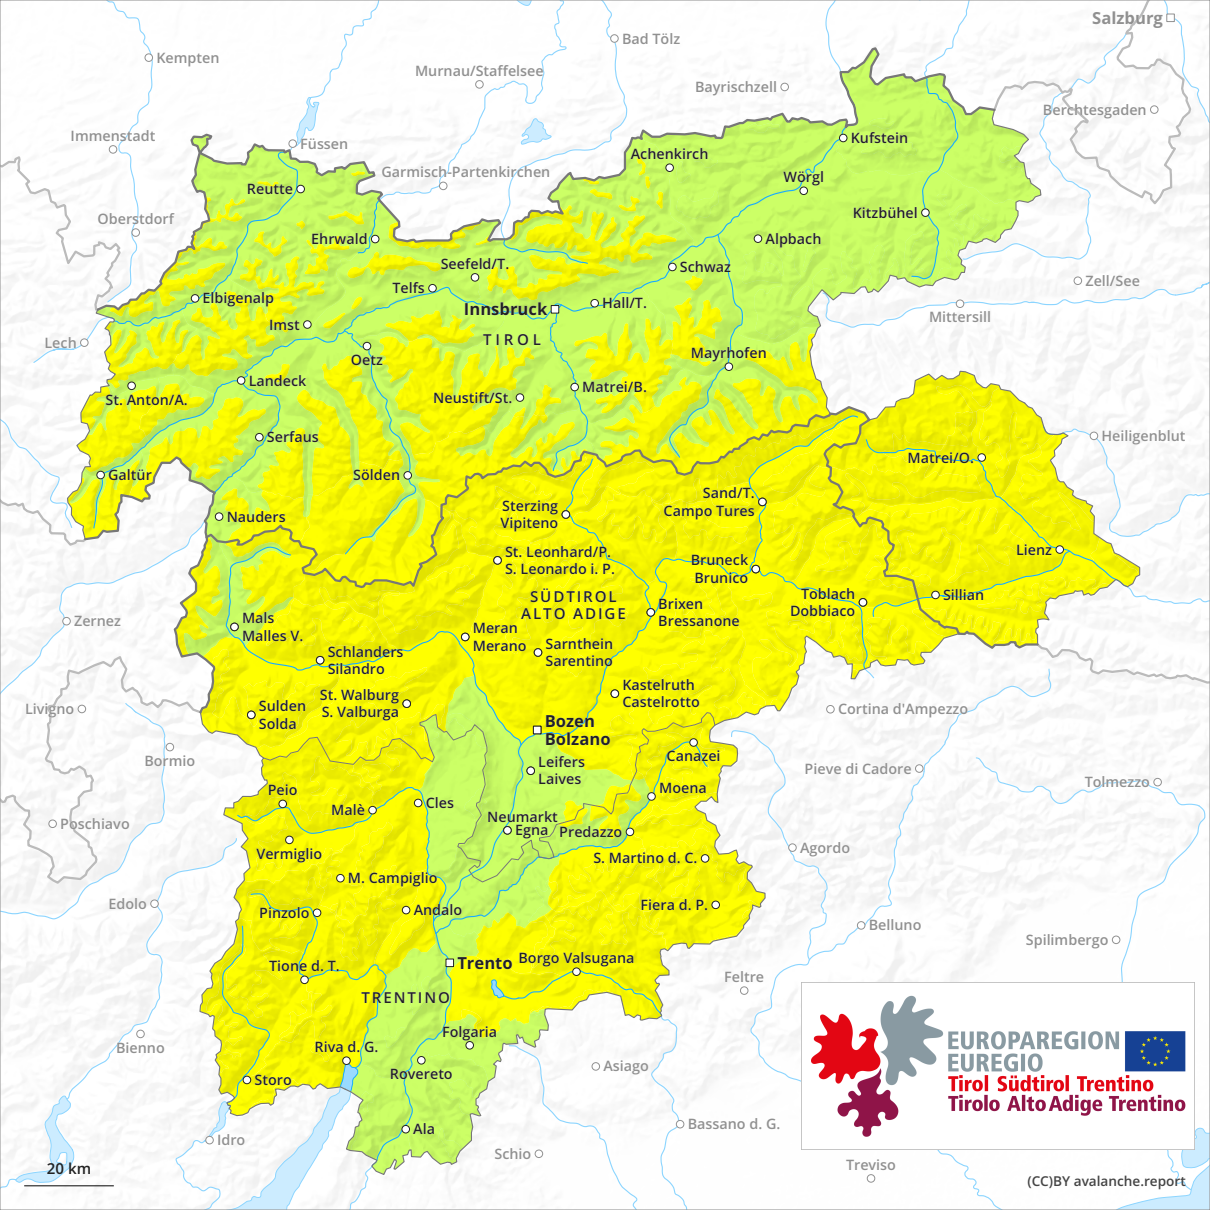 Salzburg
Bad Tölz
Kempten
Murnau/Staffelsee
Bayrischzell
Berchtesgaden
Immenstadt
Füssen
Kufstein
Achenkirch
Garmisch-Partenkirchen
Wörgl
Reutte
Oberstdorf
Kitzbühel
Ehrwald
Alpbach
Seefeld/T.
Schwaz
Zell/See
Telfs
Elbigenalp
Hall/T.
Innsbruck
Mittersill
Imst
TIROL
Lech
Oetz
Mayrhofen
Landeck
Matrei/B.
St. Anton/A.
Neustift/St.
Serfaus
Heiligenblut
Matrei/O.
Galtür
Sölden
Sand/T.
Campo Tures
Sterzing
Vipiteno
Nauders
St. Leonhard/P.
S. Leonardo i. P.
Lienz
Bruneck
Brunico
SÜDTIROL
ALTO ADIGE
Toblach
Dobbiaco
Sillian
Brixen
Bressanone
Zernez
Mals
Malles V.
Meran
Merano
Sarnthein
Sarentino
Schlanders
Silandro
Kastelruth
Castelrotto
St. Walburg
S. Valburga
Livigno
Sulden
Solda
Cortina d'Ampezzo
Bozen
Bolzano
Bormio
Canazei
Leifers
Laives
Pieve di Cadore
Tolmezzo
Peio
Moena
Malè
Cles
Poschiavo
Neumarkt
Egna
Predazzo
Vermiglio
S. Martino d. C.
Agordo
M. Campiglio
Edolo
Pinzolo
Andalo
Fiera d. P.
Belluno
Spilimbergo
Trento
Borgo Valsugana
Tione d. T.
Feltre
TRENTINO
Folgaria
Bienno
Riva d. G.
Rovereto
Asiago
Storo
EUROPAREGION
EUREGIO
Tirol Südtirol Trentino
Tirolo Alto Adige Trentino
Ala
Bassano d. G.
Idro
Schio
Treviso
20 km
(CC)BY avalanche.report